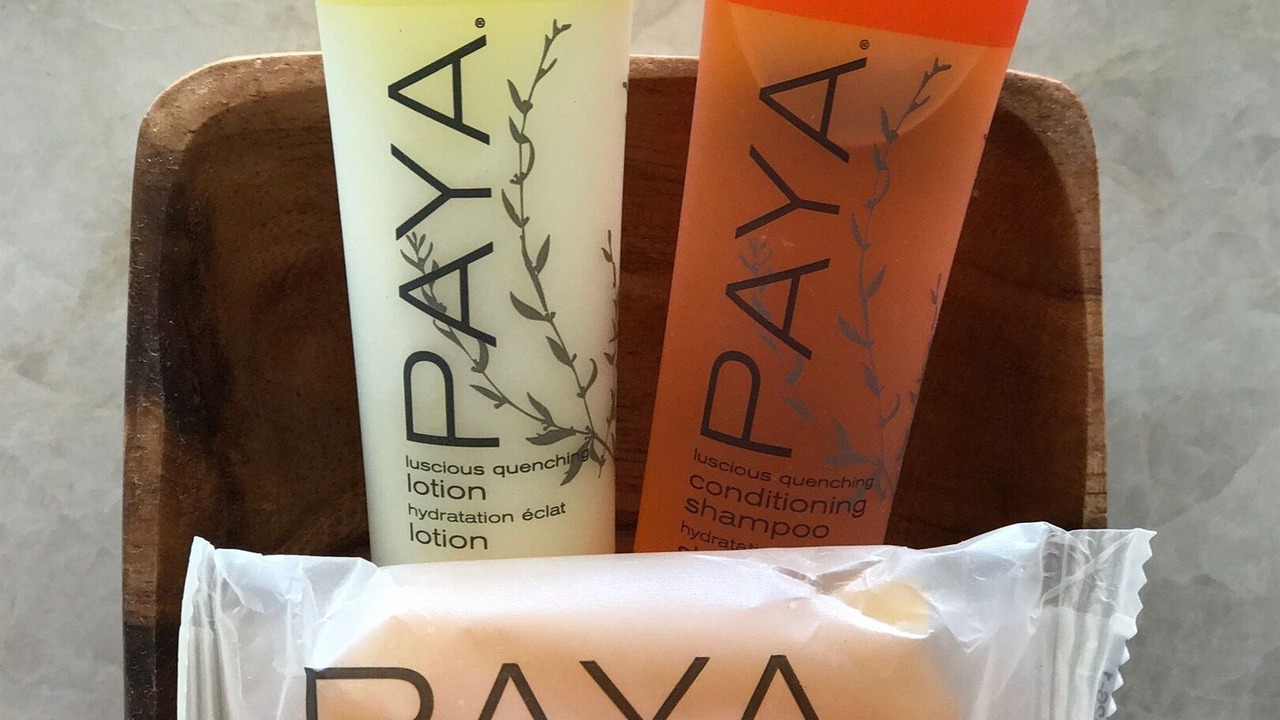 PAYA.®
luscious quenching
lotion
hydratation éclat
lotion
PAYA.®
luscious quenching
conditioning
shampoo
PAYA